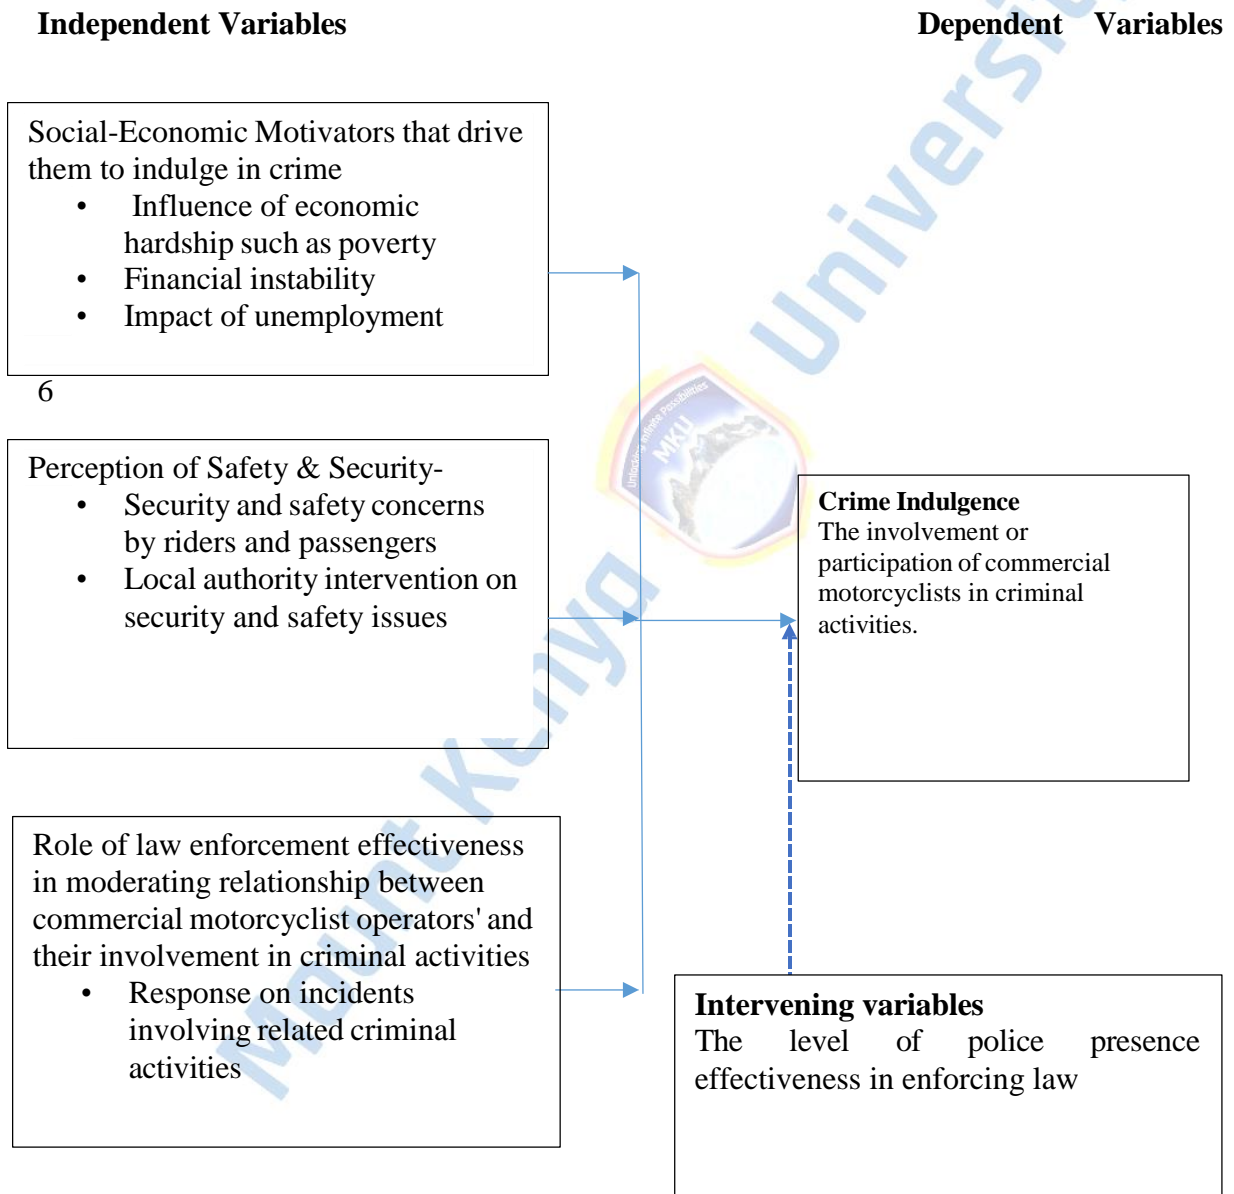 Independent Variables
Dependent Variables
Social-Economic Motivators that drive
them to indulge in crime
• Influence of economic
hardship such as poverty
• Financial instability
• Impact of unemployment
6
Perception of Safety & Security-
• Security and safety concerns
by riders and passengers
• Local authority intervention on
security and safety issues
Crime Indulgence
The involvement or
participation of commercial
motorcyclists in criminal
activities.
Role of law enforcement effectiveness
in moderating relationship between
commercial motorcyclist operators' and
their involvement in criminal activities
• Response on incidents
involving related criminal
activities
Intervening variables
The level of police presence
effectiveness in enforcing law
Mount Kenya Universit
Unlocking Infinite Possibilities
MKU